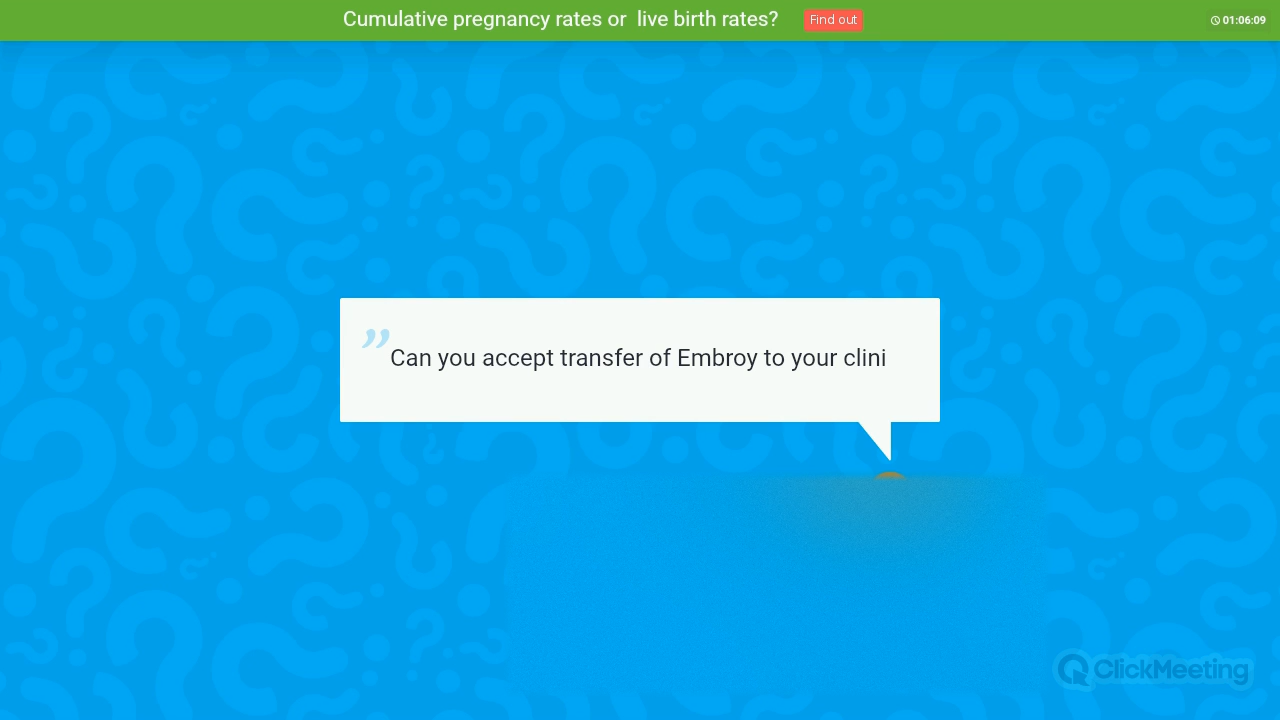 Cumulative pregnancy rates or  live birth rates? Find out 01:06:09
” Can you accept transfer of Embroy to your clini
ClickMeeting